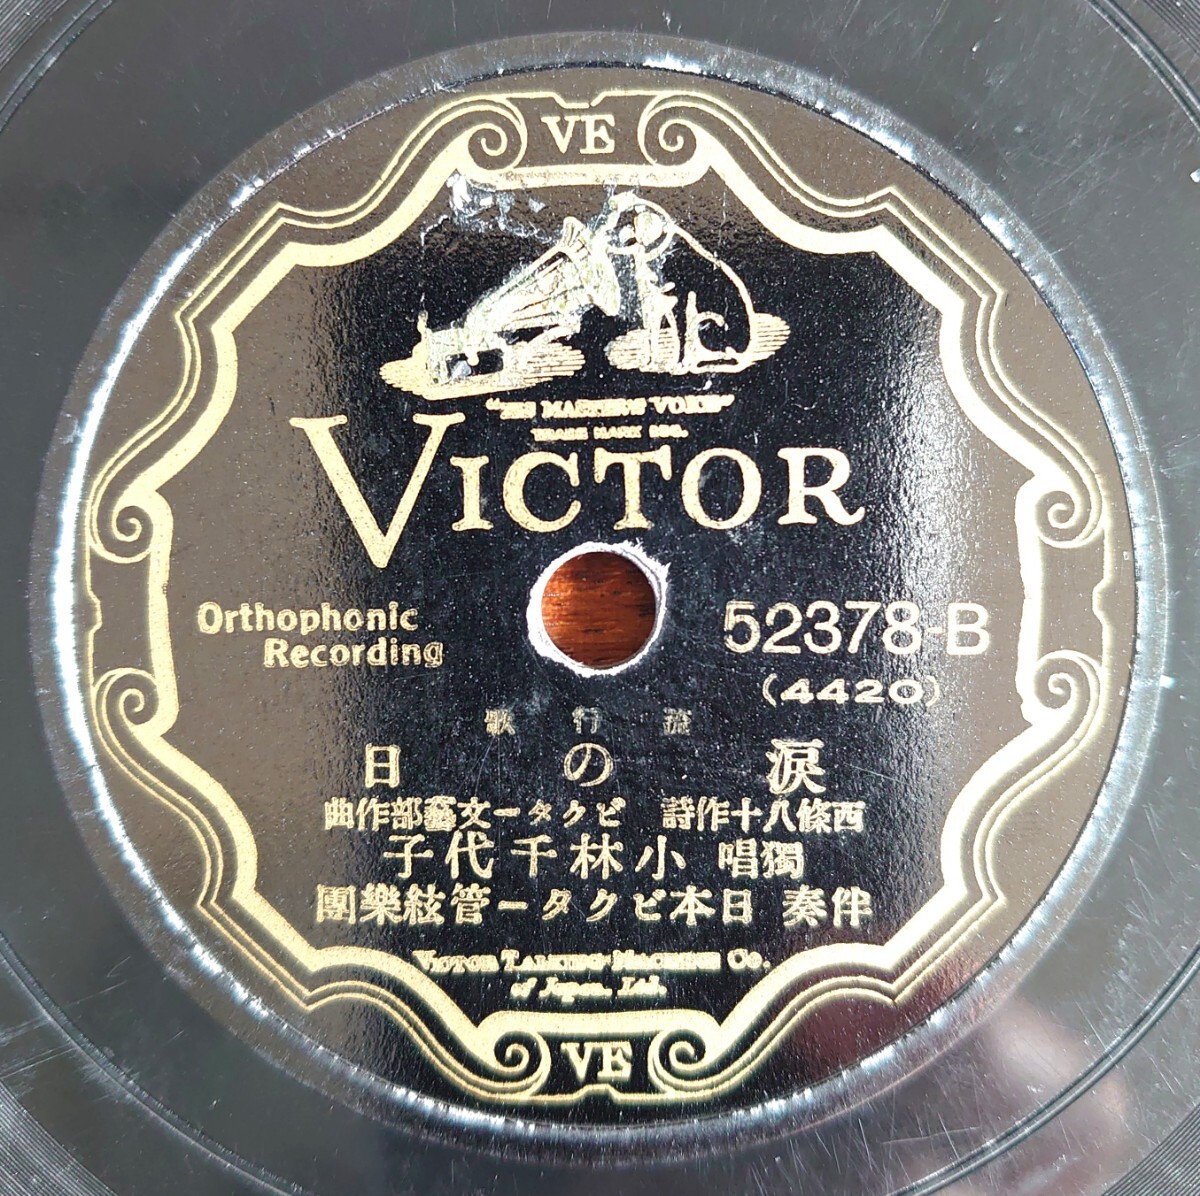 VE
"HIS MASTERS VOICE"
TRADE MARK REG.
VICTOR
Orthophonic
Recording
52378-B
(4420)
流行歌
淚の日
西條八十作詩 ビクター文藝部作曲
獨唱 小林千代子
伴奏 日本ビクター管絃樂團
VICTOR TALKING MACHINE CO.
of Japan, Ltd.
VE